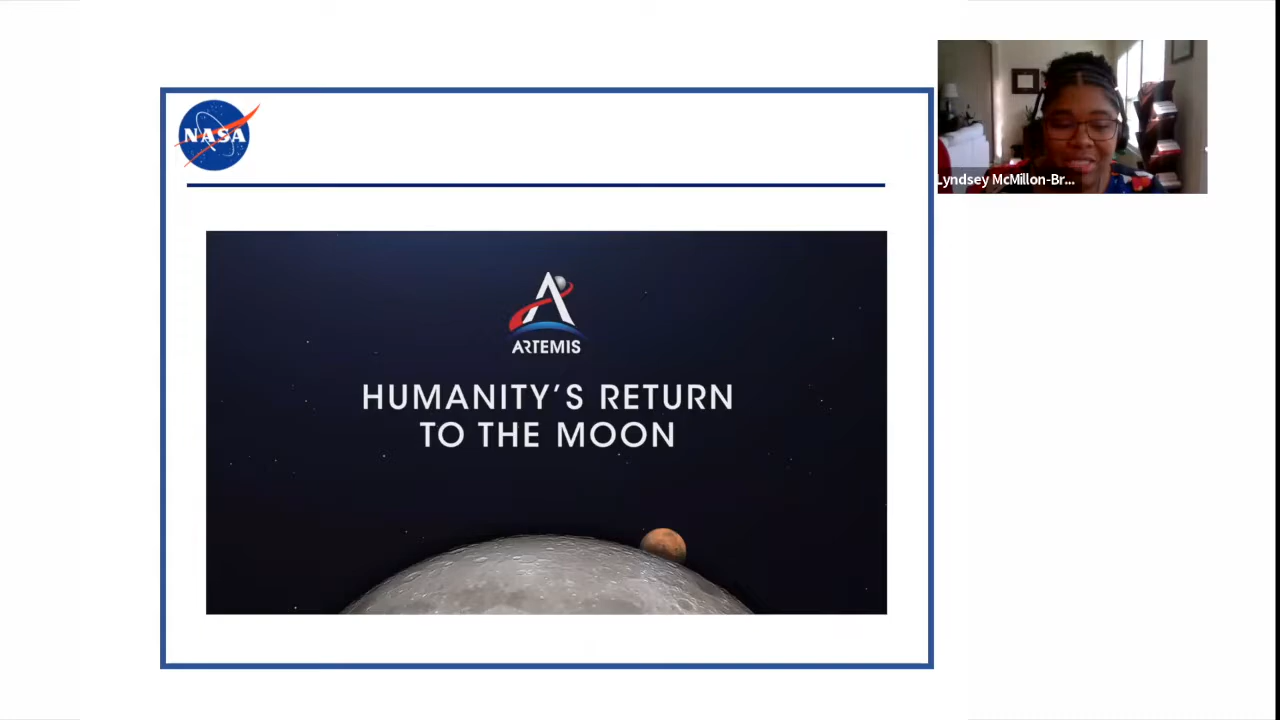 NASA
ARTEMIS
HUMANITY'S RETURN
TO THE MOON
Lyndsey McMillon-Br...